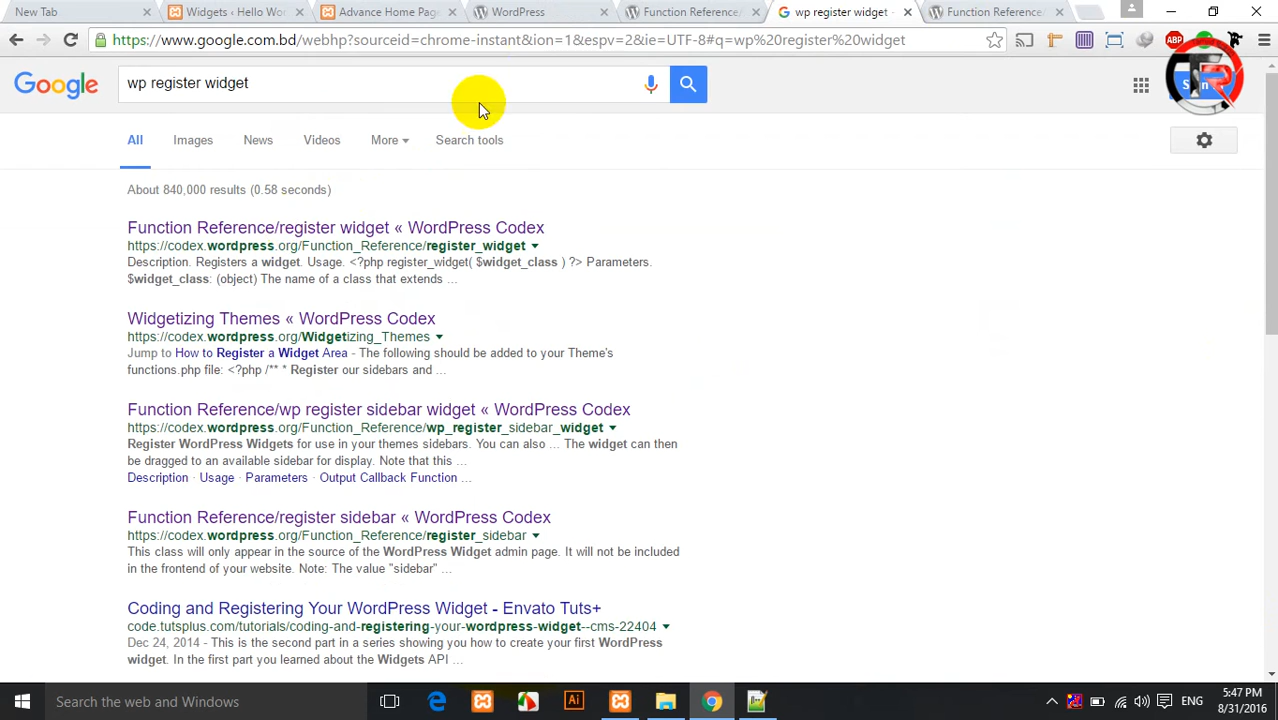 New Tab
Widgets ‹ Hello Wor
Advance Home Page
WordPress
Function Reference/
wp register widget -
Function Reference/
https://www.google.com.bd/webhp?sourceid=chrome-instant&ion=1&espv=2&ie=UTF-8#q=wp%20register%20widget
ABP
Google
wp register widget
All
Images
News
Videos
More
Search tools
About 840,000 results (0.58 seconds)
Function Reference/register widget « WordPress Codex
https://codex.wordpress.org/Function_Reference/register_widget
Description. Registers a widget. Usage. <?php register_widget( $widget_class ) ?> Parameters.
$widget_class: (object) The name of a class that extends ...
Widgetizing Themes « WordPress Codex
https://codex.wordpress.org/Widgetizing_Themes
Jump to How to Register a Widget Area - The following should be added to your Theme's
functions.php file: <?php /** * Register our sidebars and ...
Function Reference/wp register sidebar widget « WordPress Codex
https://codex.wordpress.org/Function_Reference/wp_register_sidebar_widget
Register WordPress Widgets for use in your themes sidebars. You can also ... The widget can then
be dragged to an available sidebar for display. Note that this ...
Description · Usage · Parameters · Output Callback Function ...
Function Reference/register sidebar « WordPress Codex
https://codex.wordpress.org/Function_Reference/register_sidebar
This class will only appear in the source of the WordPress Widget admin page. It will not be included
in the frontend of your website. Note: The value "sidebar" ...
Coding and Registering Your WordPress Widget - Envato Tuts+
code.tutsplus.com/tutorials/coding-and-registering-your-wordpress-widget--cms-22404
Dec 24, 2014 - This is the second part in a series showing you how to create your first WordPress
widget. In the first part you learned about the Widgets API ...
Search the web and Windows
Ai
ENG
5:47 PM
8/31/2016